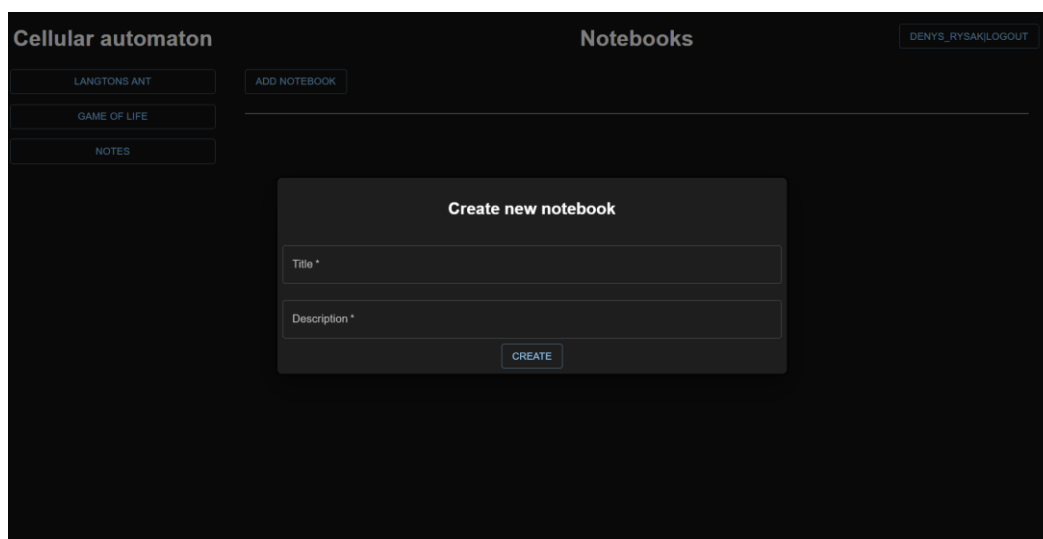 Cellular automaton
Notebooks
DENYS_RYSAK|LOGOUT
LANGTONS ANT
ADD NOTEBOOK
GAME OF LIFE
NOTES
Create new notebook
Title *
Description *
CREATE